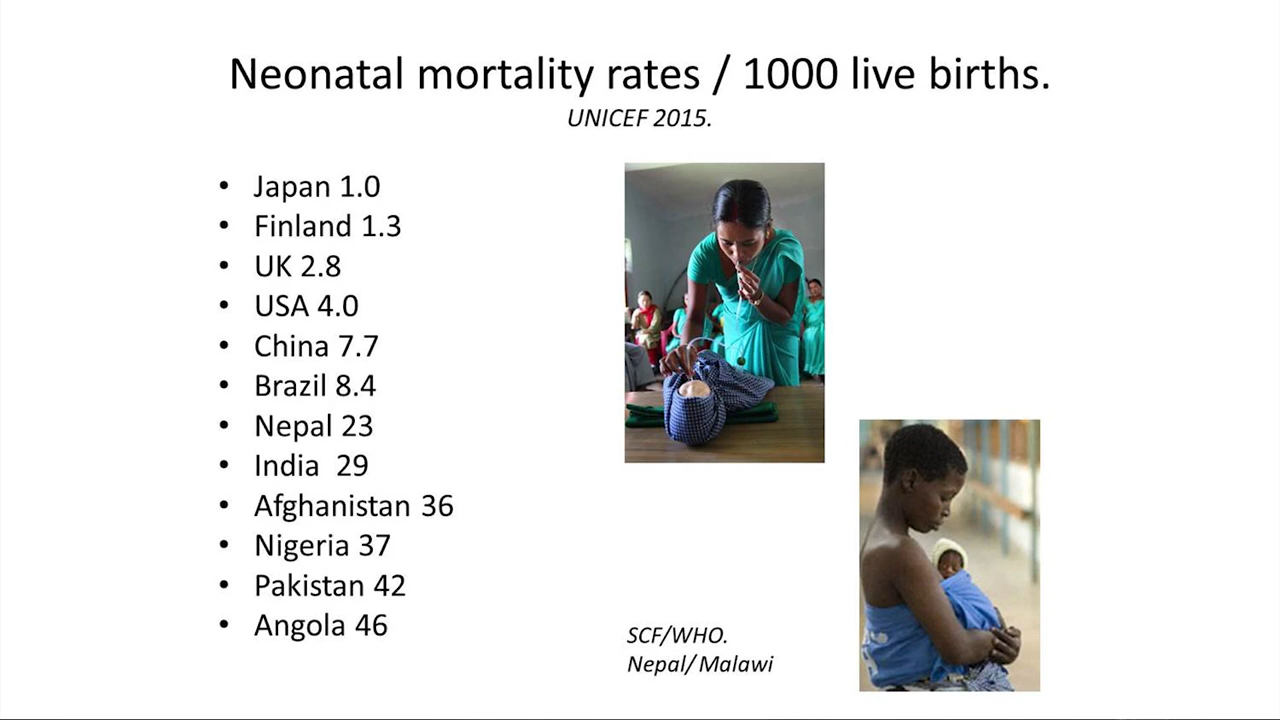 Neonatal mortality rates / 1000 live births.
UNICEF 2015.
• Japan 1.0
• Finland 1.3
• UK 2.8
• USA 4.0
• China 7.7
• Brazil 8.4
• Nepal 23
• India  29
• Afghanistan 36
• Nigeria 37
• Pakistan 42
• Angola 46
SCF/WHO.
Nepal/ Malawi